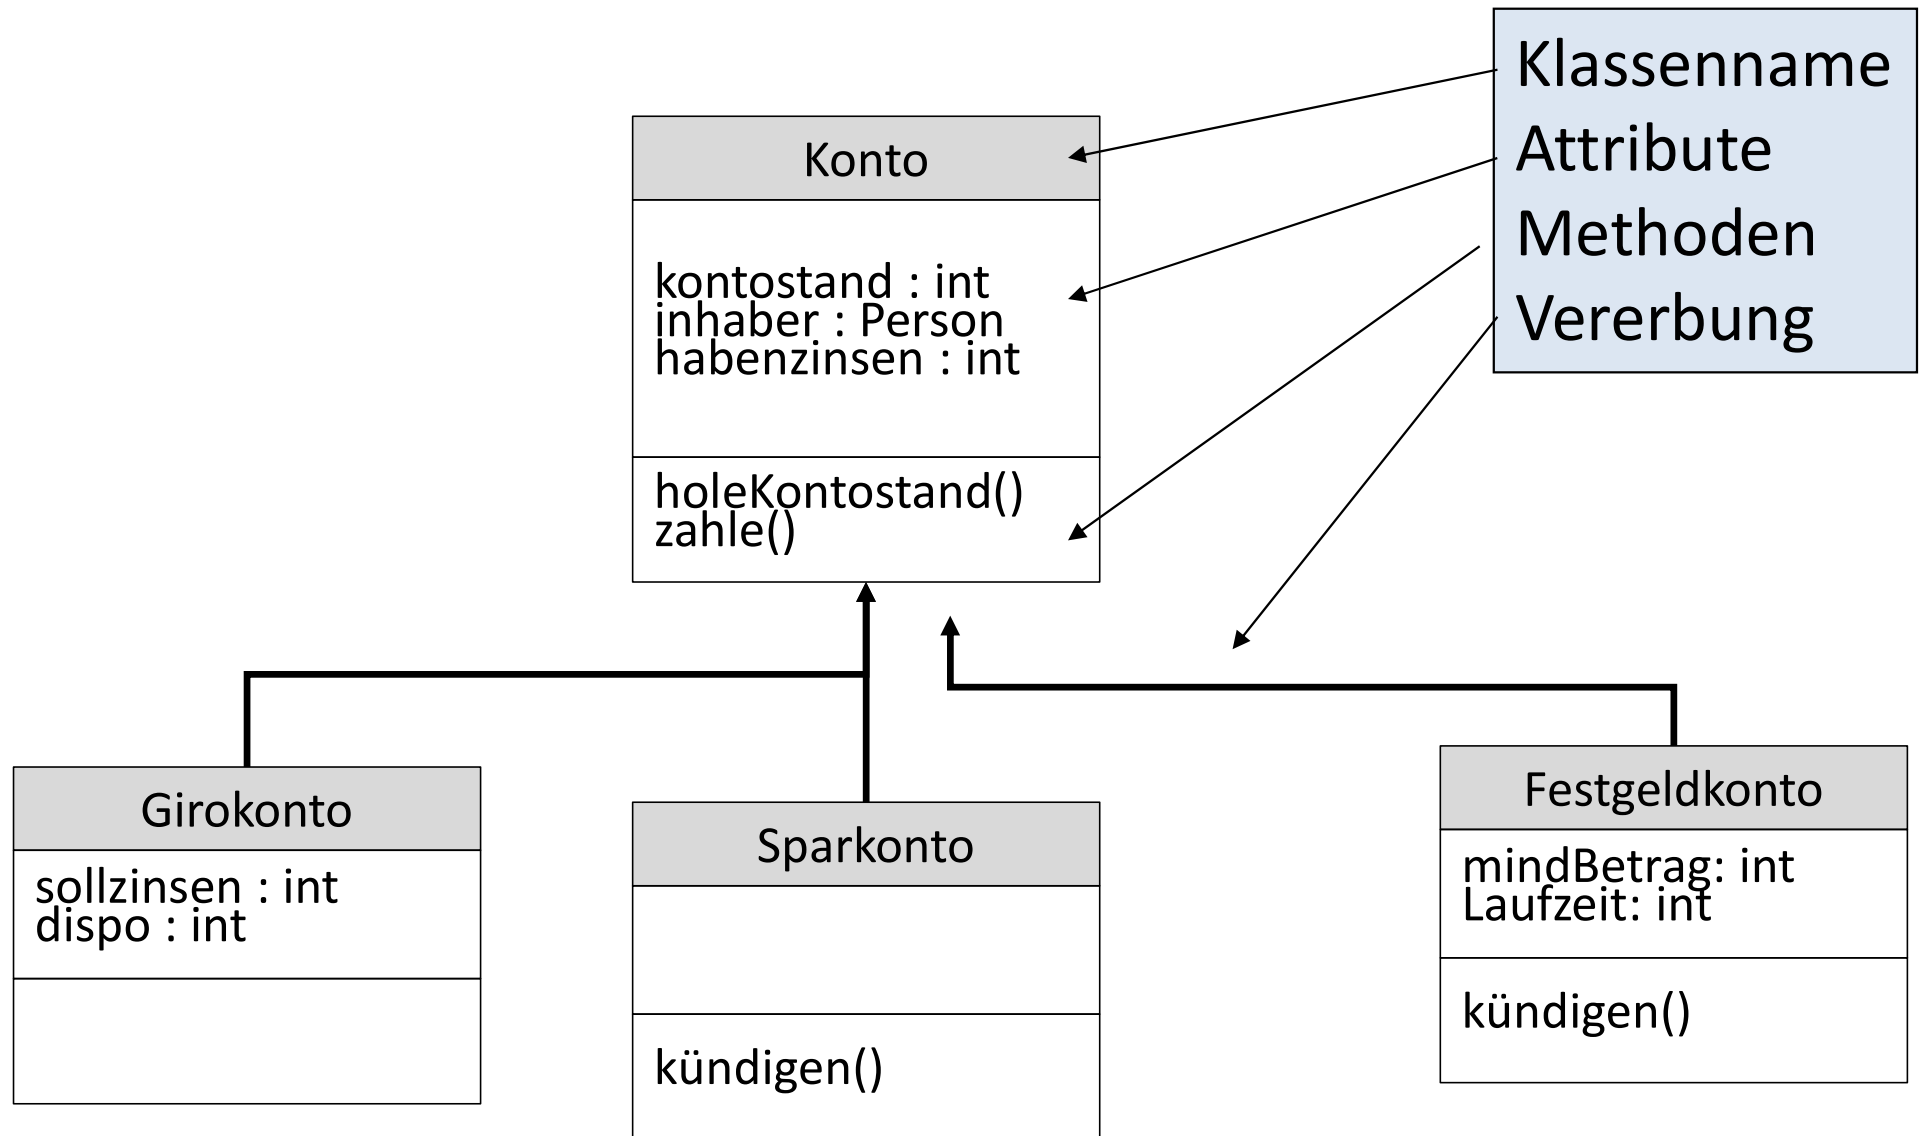 Klassenname
Attribute
Methoden
Vererbung
Konto
kontostand : int
inhaber : Person
habenzinsen : int
holeKontostand()
zahle()
Girokonto
sollzinsen : int
dispo : int
Sparkonto
kündigen()
Festgeldkonto
mindBetrag: int
Laufzeit: int
kündigen()